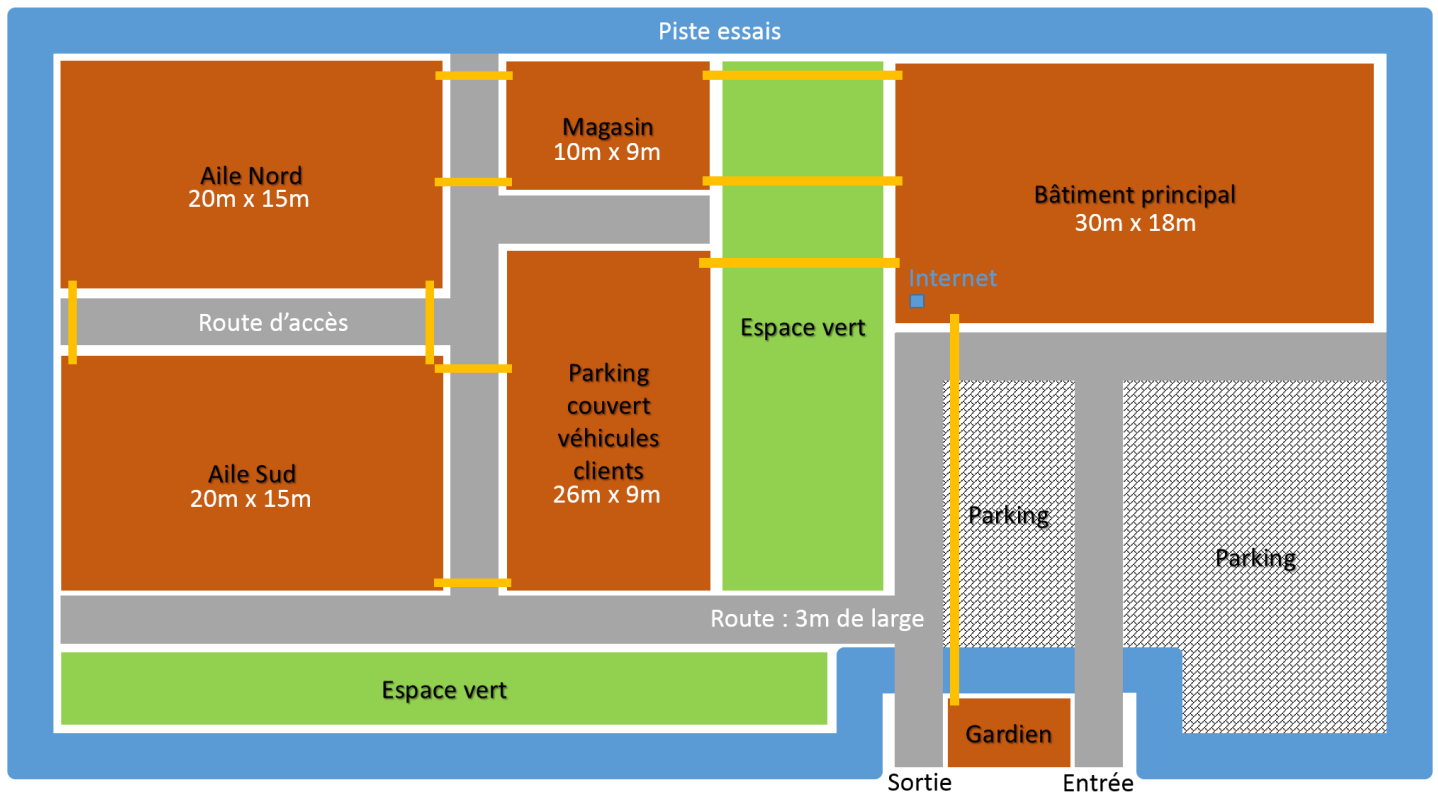 Piste essais
Aile Nord
20m x 15m
Magasin
10m x 9m
Bâtiment principal
30m x 18m
Internet
Route d’accès
Espace vert
Parking
couvert
véhicules
clients
26m x 9m
Aile Sud
20m x 15m
Parking
Parking
Route : 3m de large
Espace vert
Gardien
Sortie
Entrée